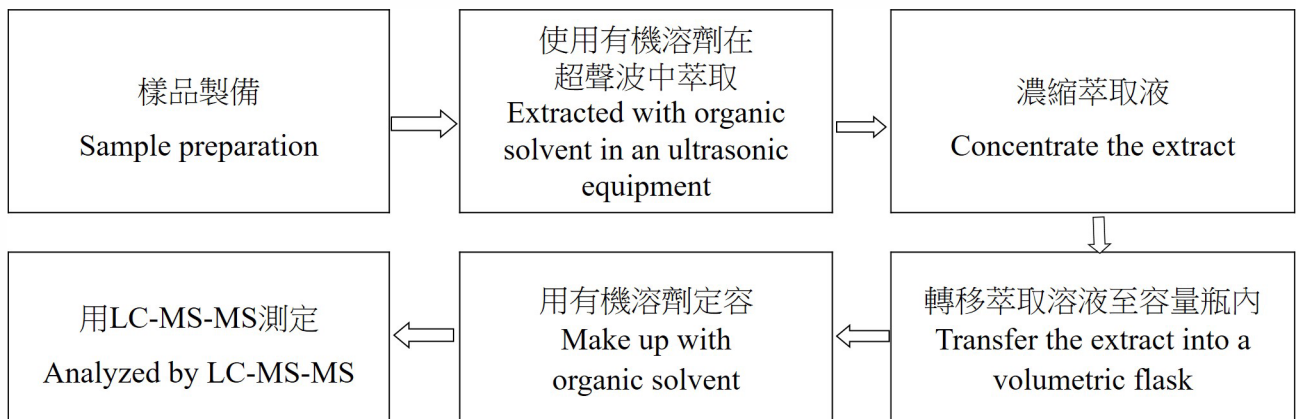 樣品製備
Sample preparation
使用有機溶劑在
超聲波中萃取
Extracted with organic
solvent in an ultrasonic
equipment
濃縮萃取液
Concentrate the extract
轉移萃取溶液至容量瓶內
Transfer the extract into a
volumetric flask
用有機溶劑定容
Make up with
organic solvent
用LC-MS-MS測定
Analyzed by LC-MS-MS